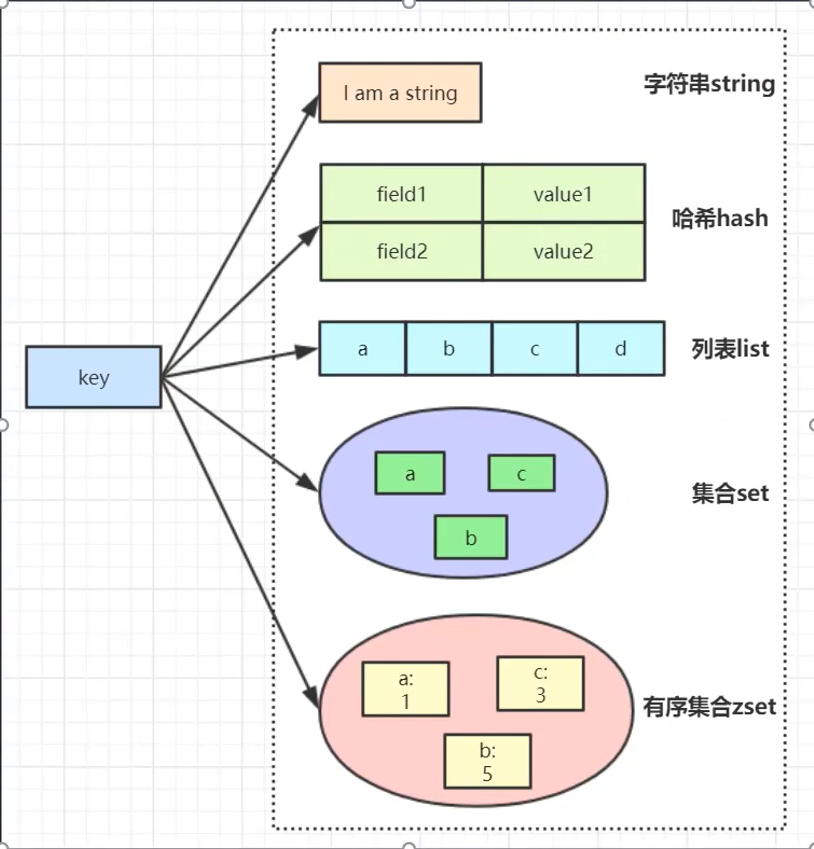 I am a string
字符串string
field1
value1
哈希hash
field2
value2
key
a
b
c
d
列表list
a
c
集合set
b
a:
1
c:
3
有序集合zset
b:
5